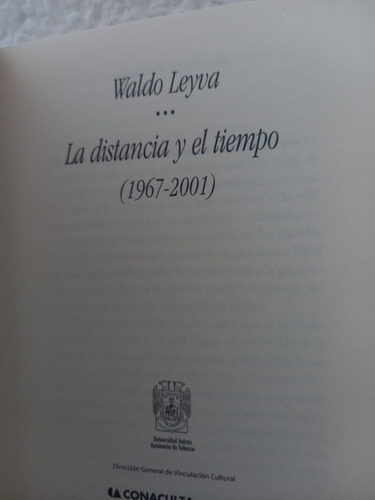 Waldo Leyva
•••
La distancia y el tiempo
(1967-2001)
Universidad Juárez
Autónoma de Tabasco
Dirección General de Vinculación Cultural
CONACULTA